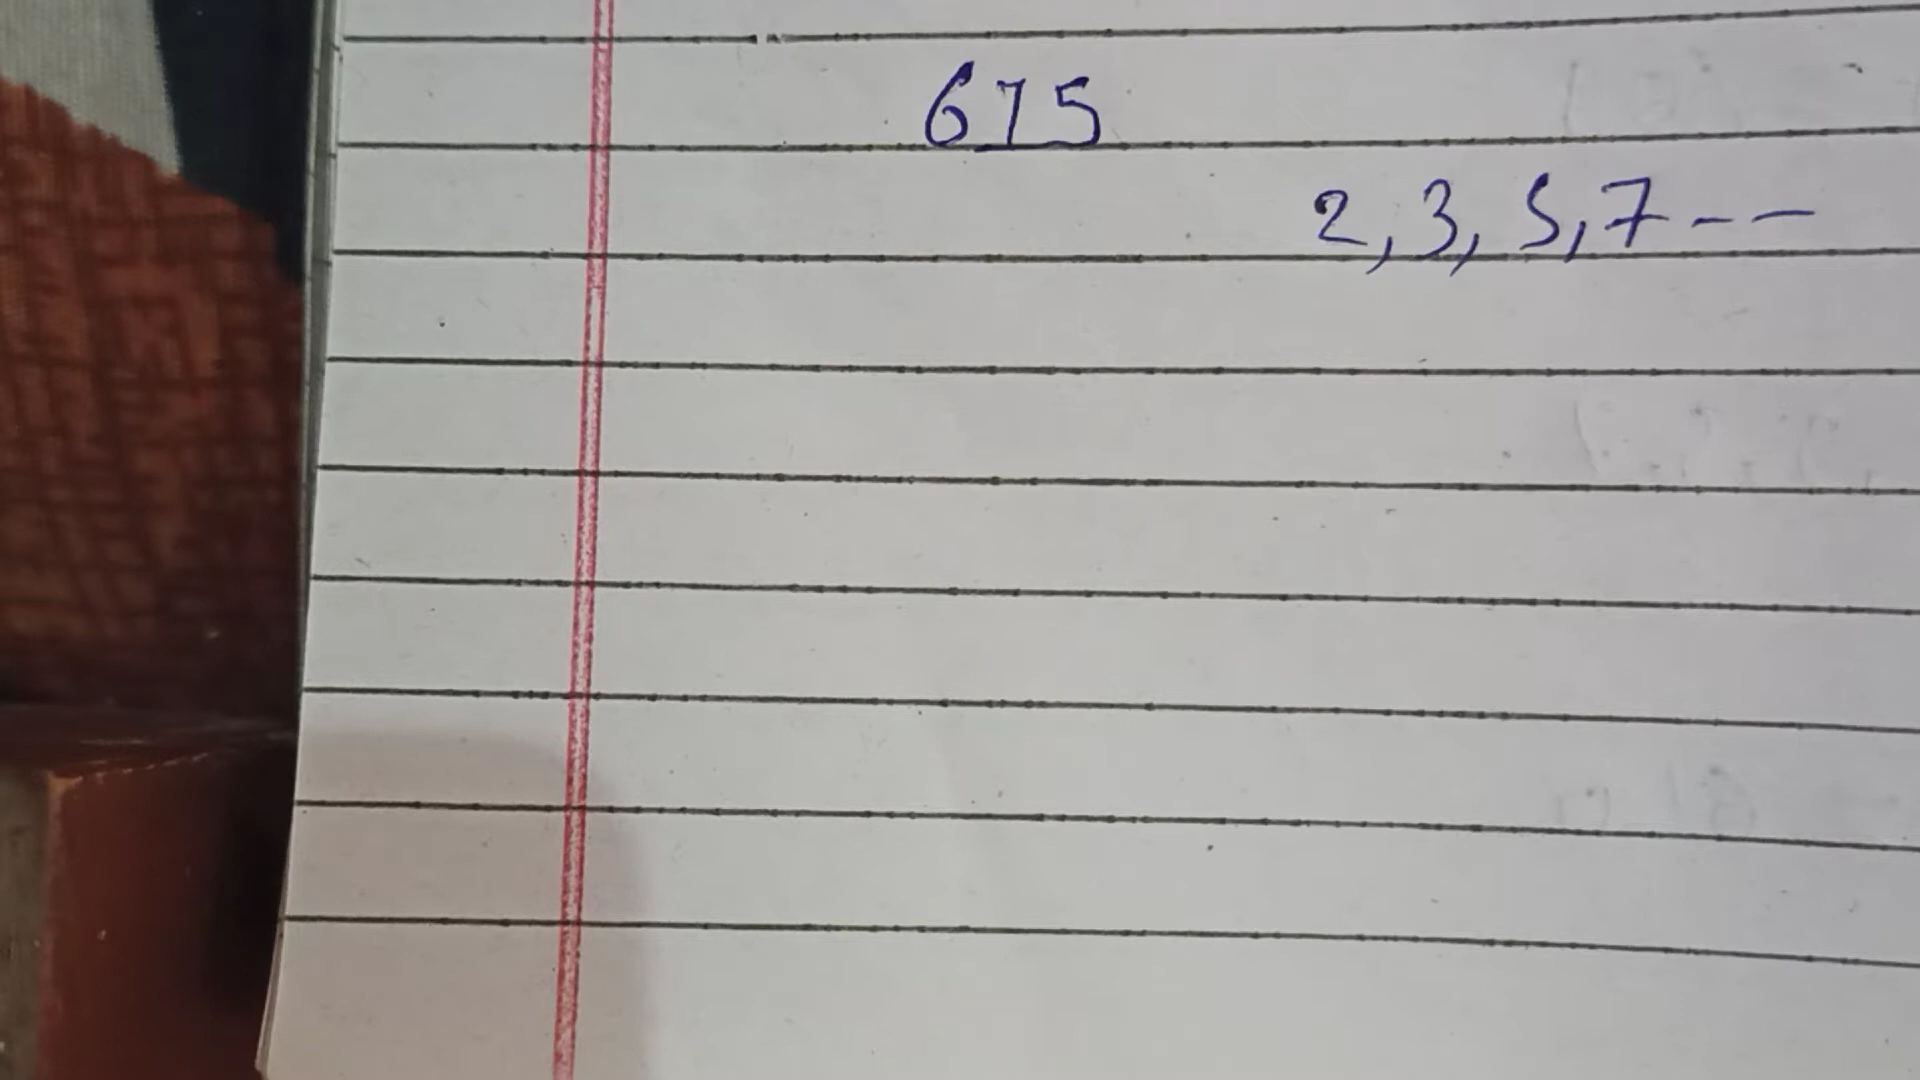 675
2, 3, 5, 7 - -